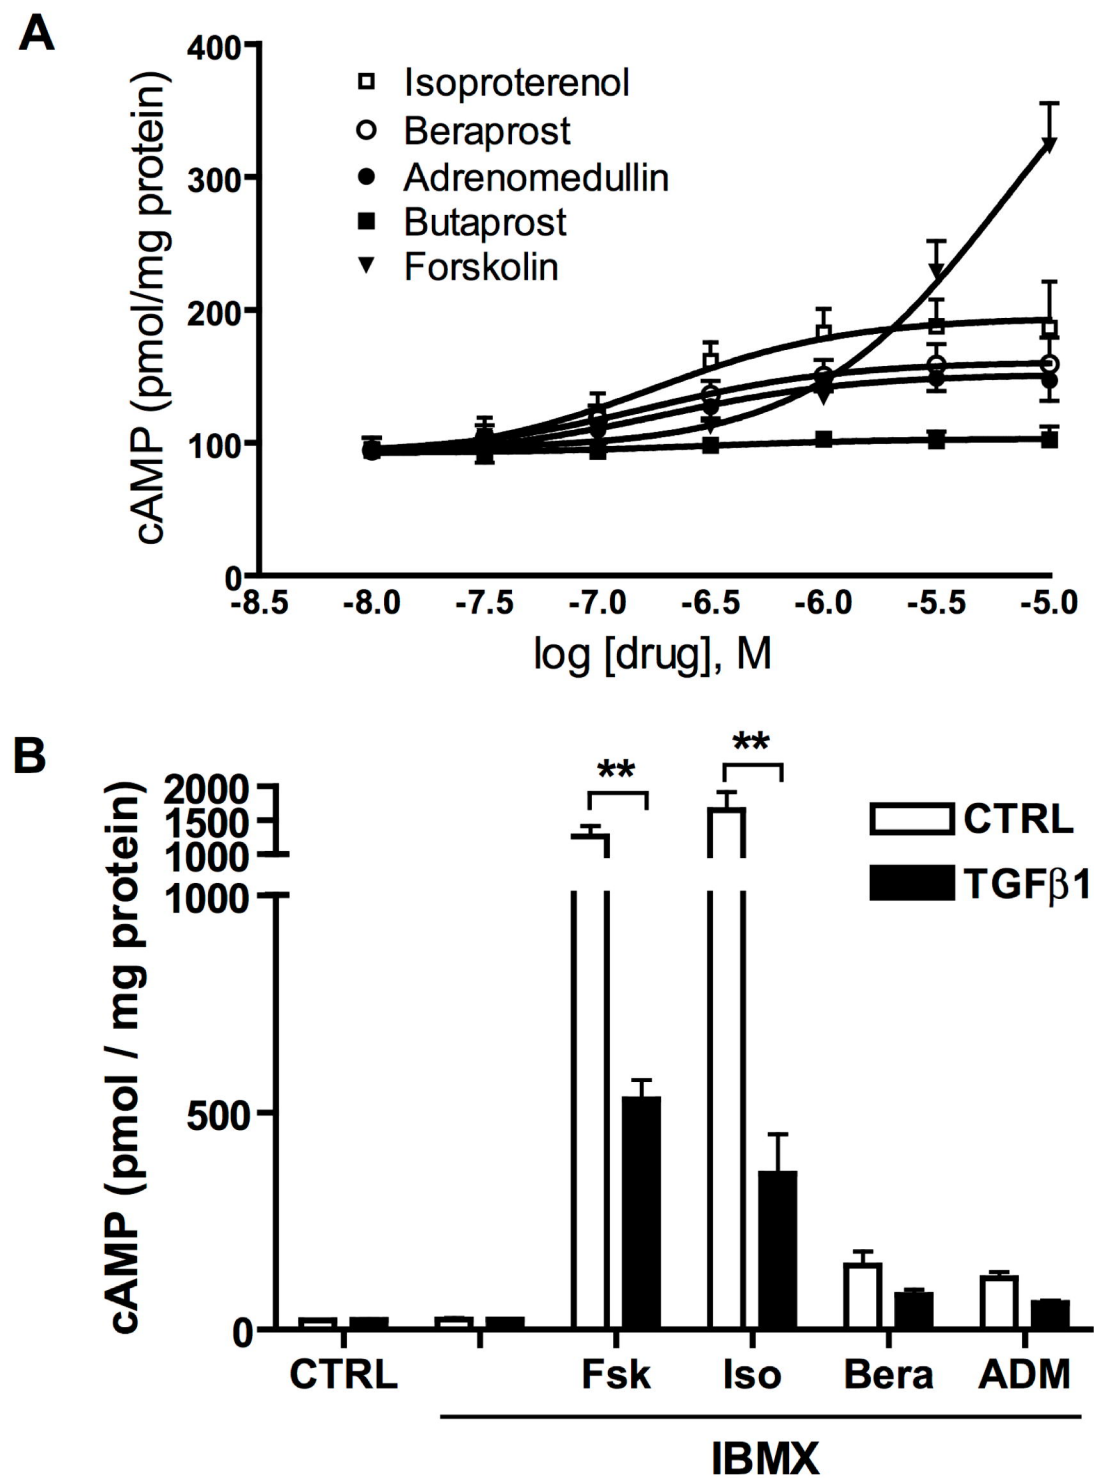 A
400
300
200
100
0
cAMP (pmol/mg protein)
Isoproterenol
Beraprost
Adrenomedullin
Butaprost
Forskolin
-8.5 -8.0 -7.5 -7.0 -6.5 -6.0 -5.5 -5.0
log [drug], M
B
2000
1500
1000
1000
500
0
cAMP (pmol / mg protein)
** **
CTRL
TGFβ1
CTRL Fsk Iso Bera ADM
IBMX